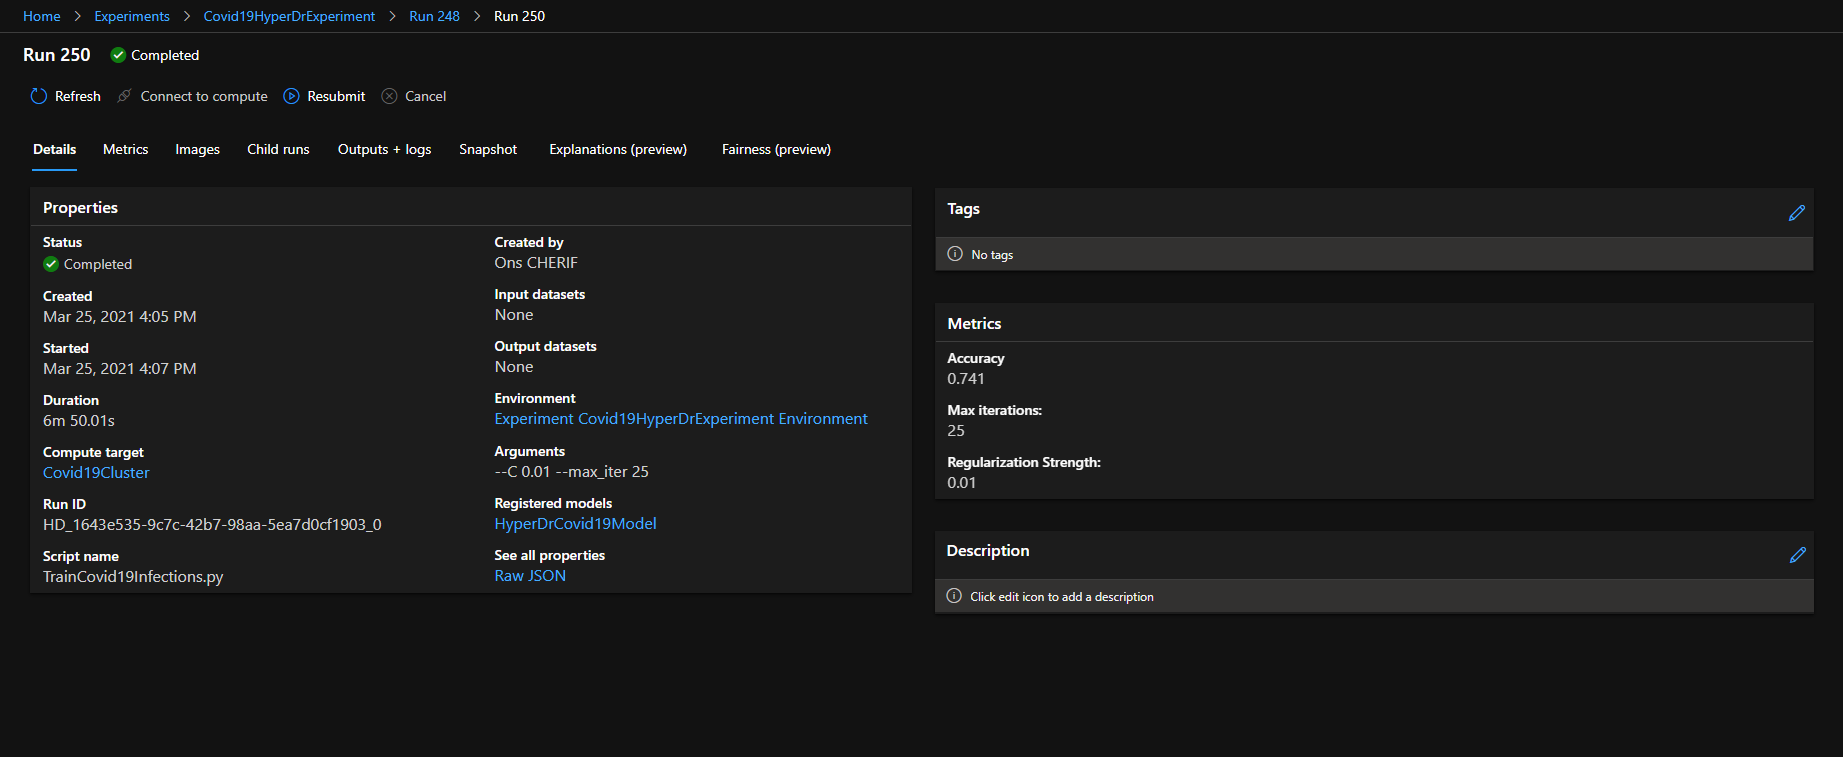 Home > Experiments > Covid19HyperDrExperiment > Run 248 > Run 250
Run 250 Completed
Refresh Connect to compute Resubmit Cancel
Details Metrics Images Child runs Outputs + logs Snapshot Explanations (preview) Fairness (preview)
Properties
Status
Completed
Created
Mar 25, 2021 4:05 PM
Started
Mar 25, 2021 4:07 PM
Duration
6m 50.01s
Compute target
Covid19Cluster
Run ID
HD_1643e535-9c7c-42b7-98aa-5ea7d0cf1903_0
Script name
TrainCovid19Infections.py
Created by
Ons CHERIF
Input datasets
None
Output datasets
None
Environment
Experiment Covid19HyperDrExperiment Environment
Arguments
--C 0.01 --max_iter 25
Registered models
HyperDrCovid19Model
See all properties
Raw JSON
Tags
No tags
Metrics
Accuracy
0.741
Max iterations:
25
Regularization Strength:
0.01
Description
Click edit icon to add a description